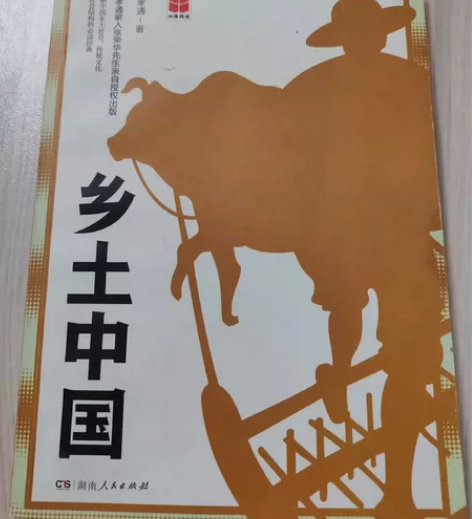 孝通－著
孝通家人张荣华先生亲自授权出版
乡土中国
湖南人民出版社